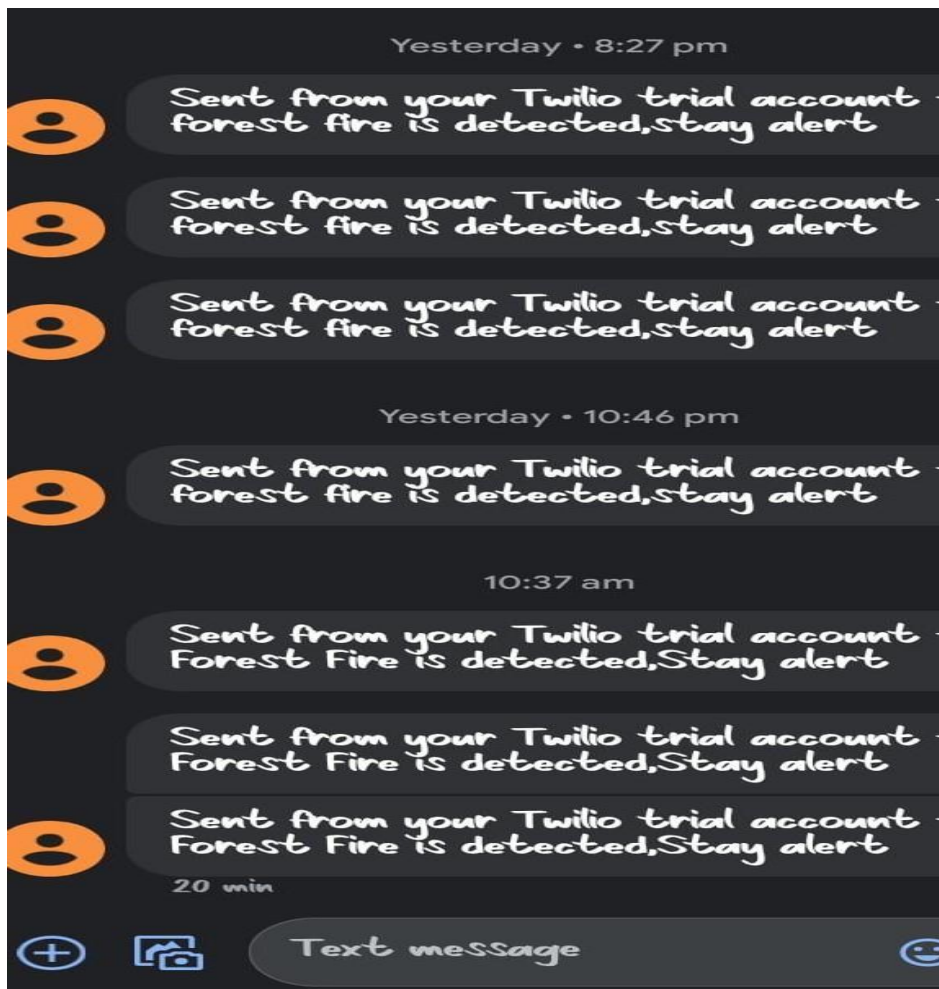 Yesterday • 8:27 pm
Sent from your Twilio trial account -
forest fire is detected,stay alert
Sent from your Twilio trial account -
forest fire is detected,stay alert
Sent from your Twilio trial account -
forest fire is detected,stay alert
Yesterday • 10:46 pm
Sent from your Twilio trial account -
forest fire is detected,stay alert
10:37 am
Sent from your Twilio trial account -
Forest Fire is detected,Stay alert
Sent from your Twilio trial account -
Forest Fire is detected,Stay alert
Sent from your Twilio trial account -
Forest Fire is detected,Stay alert
20 min
Text message